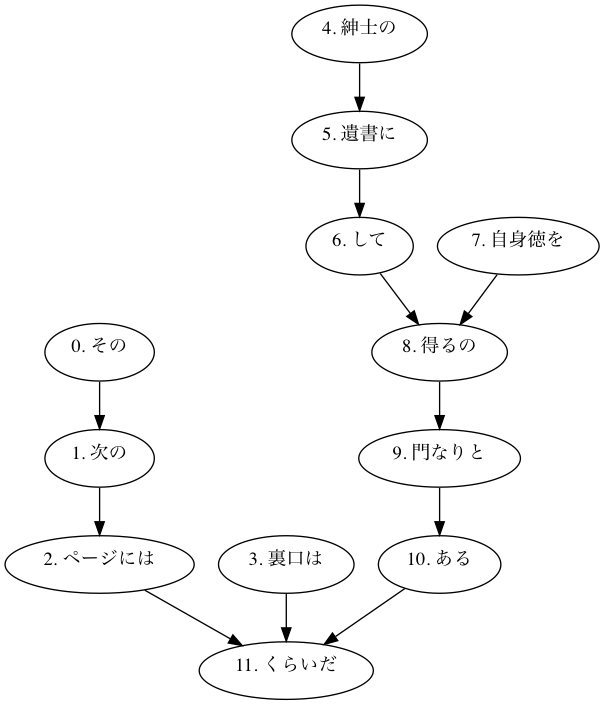 4. 紳士の
5. 遺書に
6. して
7. 自身徳を
0. その
8. 得るの
1. 次の
9. 門なりと
2. ページには
3. 裏口は
10. ある
11. くらいだ